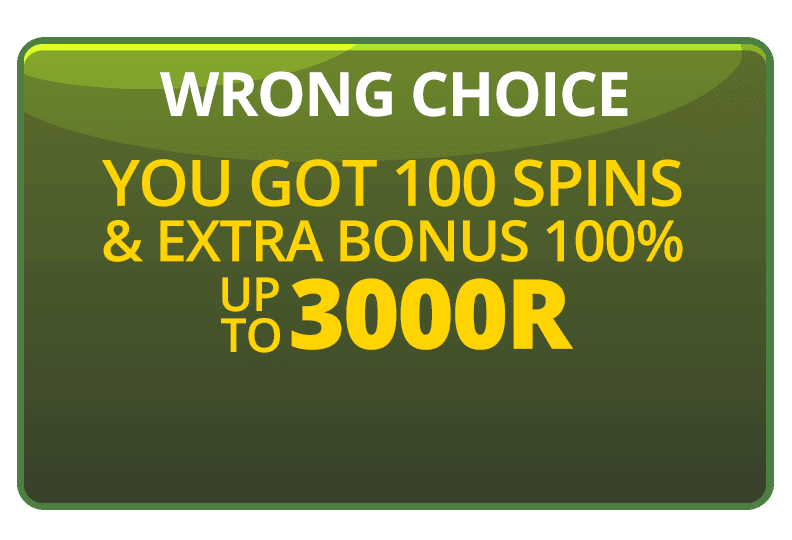 WRONG CHOICE
YOU GOT 100 SPINS
& EXTRA BONUS 100%
UP TO 3000R